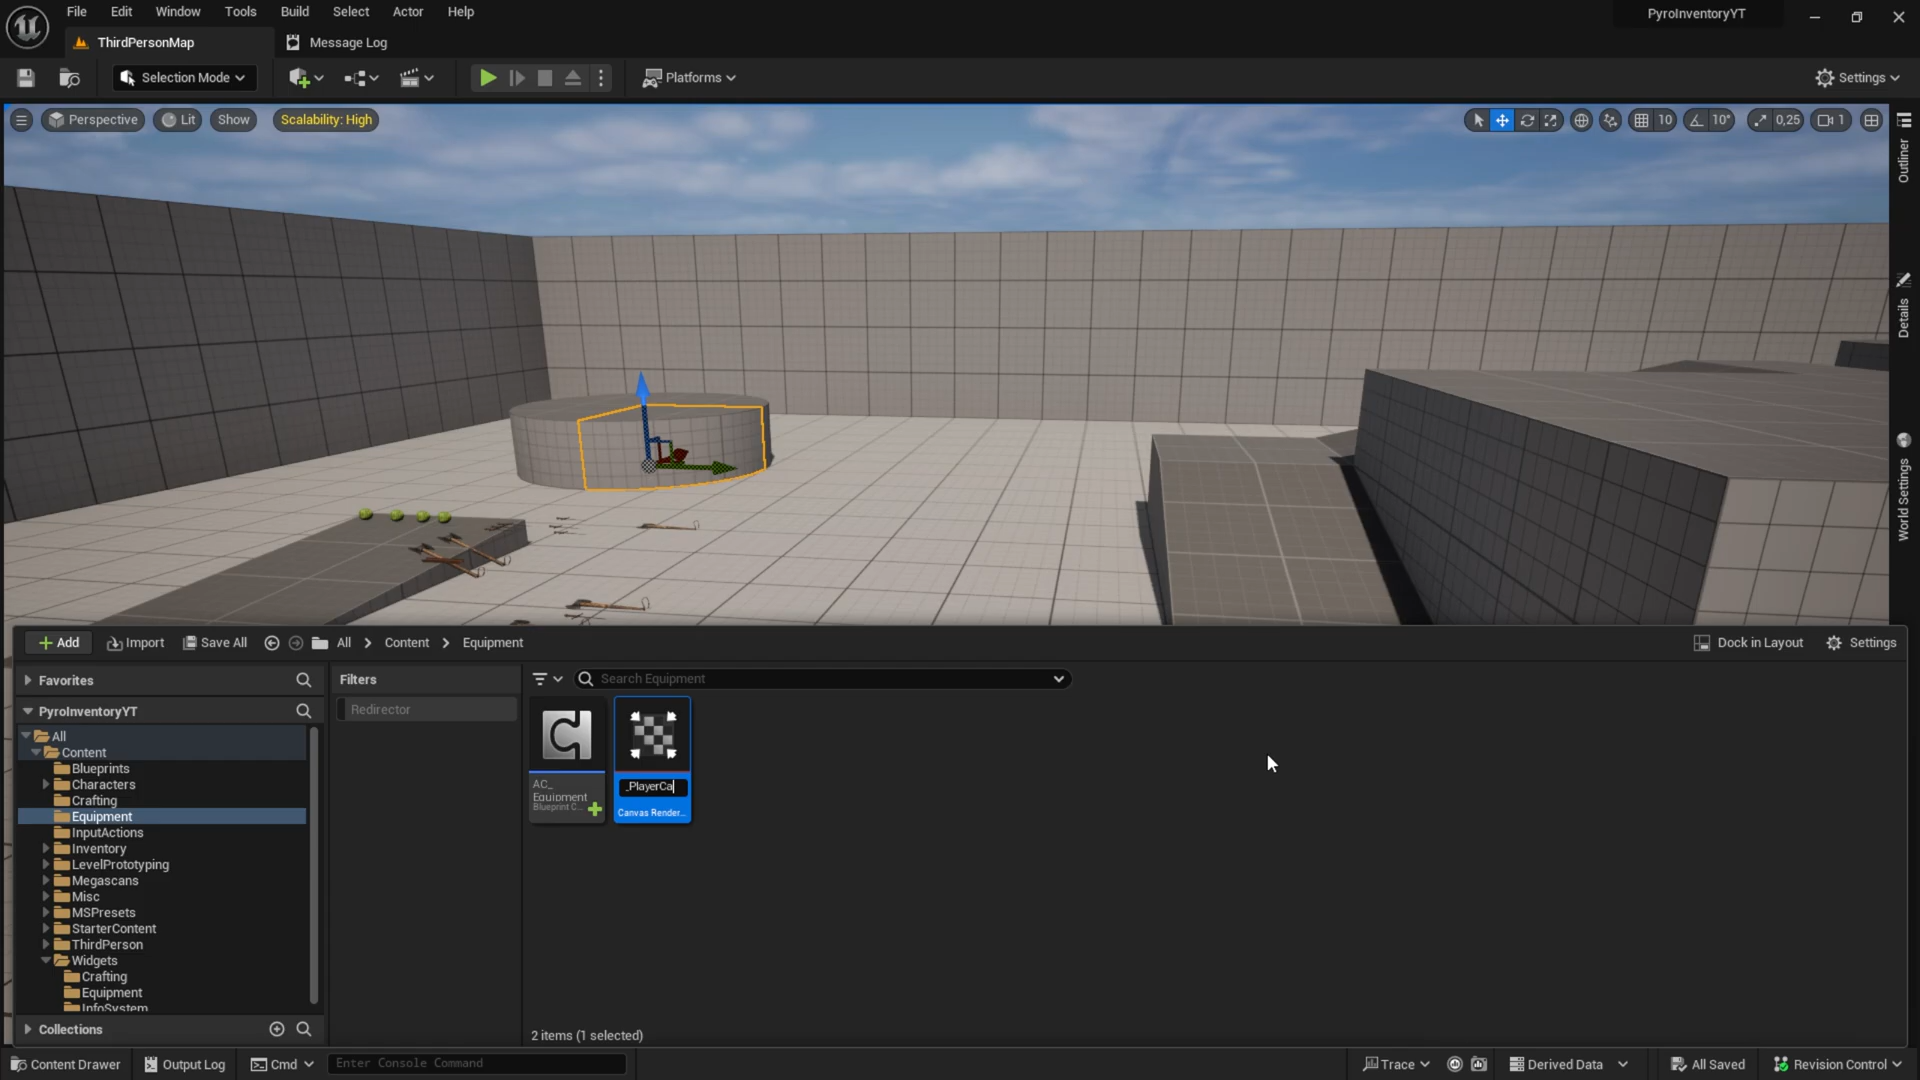 File Edit Window Tools Build Select Actor Help
PyroInventoryYT
ThirdPersonMap
Message Log
Selection Mode
Platforms
Settings
Perspective
Lit
Show
Scalability: High
10
10°
0,25
1
Outliner
Details
World Settings
Add
Import
Save All
All
Content
Equipment
Dock in Layout
Settings
Favorites
Filters
Search Equipment
PyroInventoryYT
Redirector
All
Content
Blueprints
Characters
Crafting
Equipment
InputActions
Inventory
LevelPrototyping
Megascans
Misc
MSPresets
StarterContent
ThirdPerson
Widgets
Crafting
Equipment
InfoSystem
Collections
AC_
Equipment
Blueprint C...
_PlayerCa
Canvas Render...
2 items (1 selected)
Content Drawer
Output Log
Cmd
Enter Console Command
Trace
Derived Data
All Saved
Revision Control